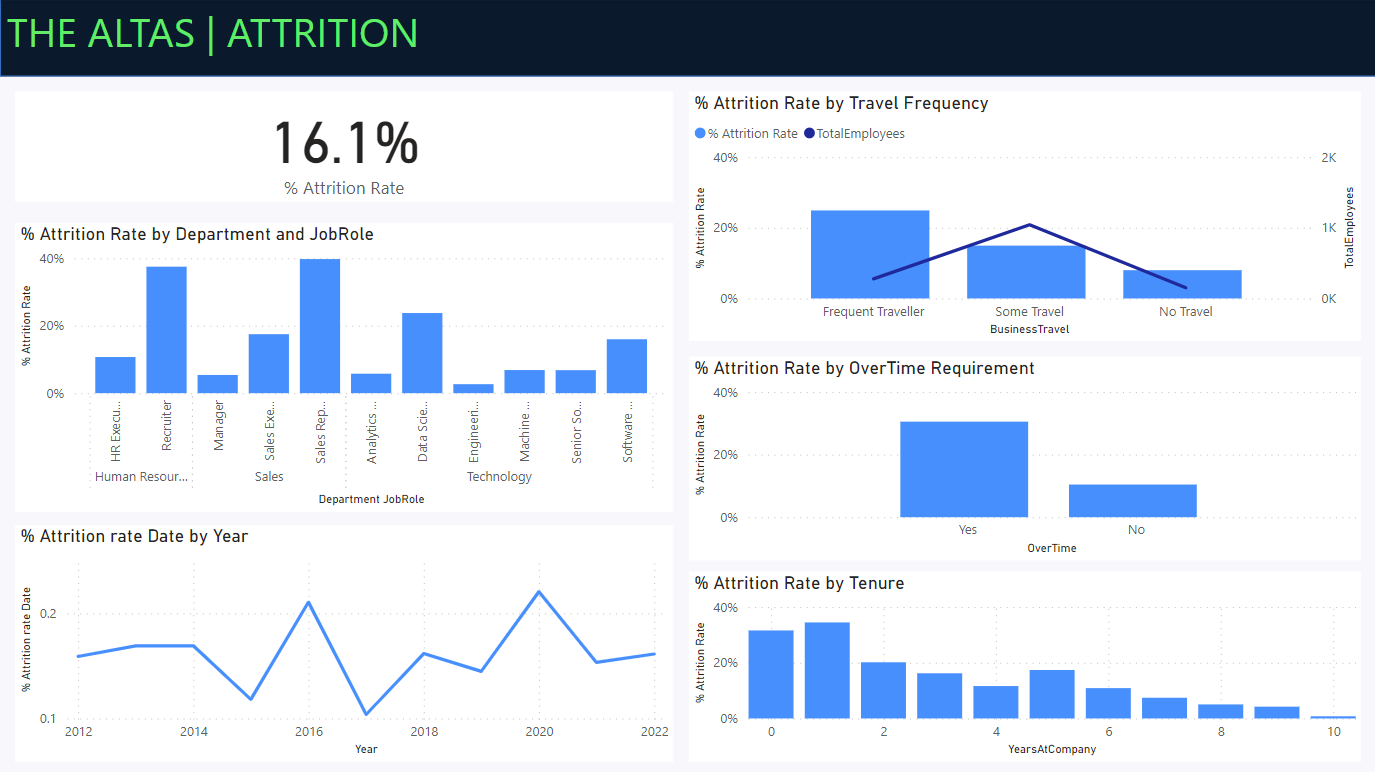 THE ALTAS | ATTRITION
16.1%
% Attrition Rate
% Attrition Rate by Department and JobRole
% Attrition Rate
40%
20%
0%
HR Execu...
Recruiter
Manager
Sales Exe...
Sales Rep...
Analytics ...
Data Scie...
Engineeri...
Machine ...
Senior So...
Software ...
Human Resour...
Sales
Technology
Department JobRole
% Attrition rate Date by Year
% Attrition rate Date
0.2
0.1
2012
2014
2016
2018
2020
2022
Year
% Attrition Rate by Travel Frequency
% Attrition Rate
TotalEmployees
% Attrition Rate
40%
20%
0%
2K
1K
0K
TotalEmployees
Frequent Traveller
Some Travel
No Travel
BusinessTravel
% Attrition Rate by OverTime Requirement
% Attrition Rate
40%
20%
0%
Yes
No
OverTime
% Attrition Rate by Tenure
% Attrition Rate
40%
20%
0%
0
2
4
6
8
10
YearsAtCompany